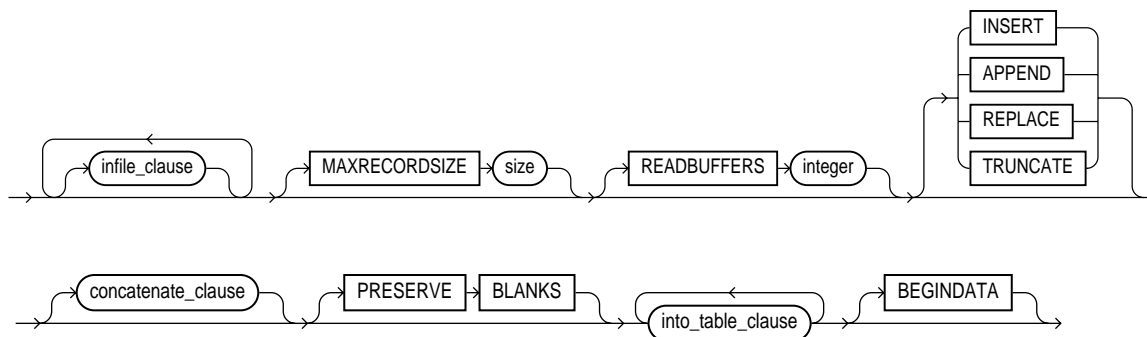 INSERT
APPEND
REPLACE
TRUNCATE
infile_clause
MAXRECORDSIZE size
READBUFFERS integer
concatenate_clause
PRESERVE BLANKS
into_table_clause
BEGINDATA